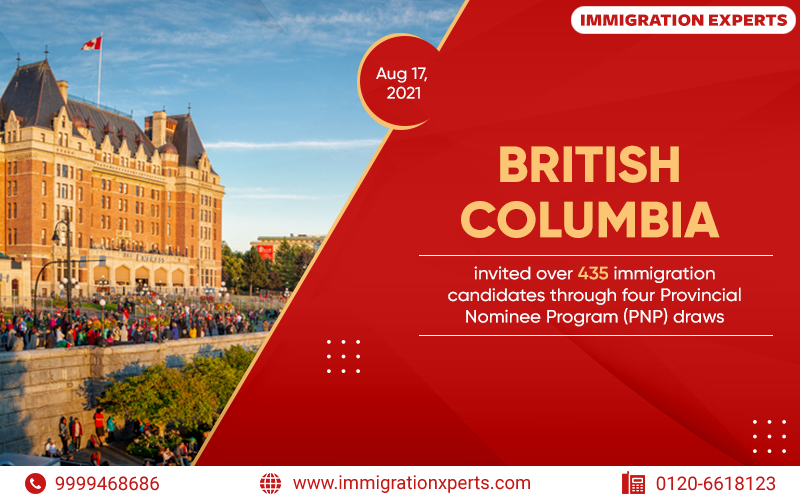 IMMIGRATION EXPERTS
Aug 17,
2021
BRITISH
COLUMBIA
invited over 435 immigration
candidates through four Provincial
Nominee Program (PNP) draws
9999468686
www.immigrationxperts.com
0120-6618123